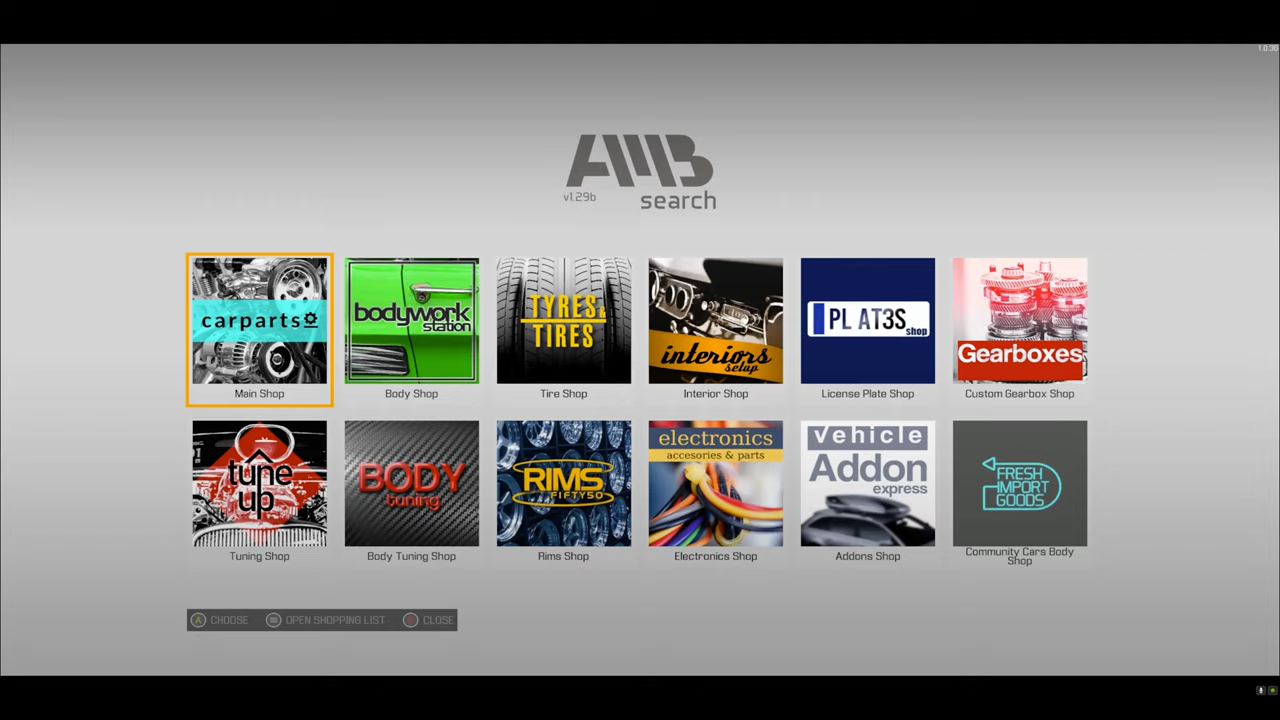 1.0.36
AMB
v1.29b
search
carparts
bodywork
station
TYRES &
TIRES
interiors
setup
PL AT3S
shop
Gearboxes
Main Shop
Body Shop
Tire Shop
Interior Shop
License Plate Shop
Custom Gearbox Shop
tune
up
BODY
tuning
RIMS
FIFTY50
electronics
accesories & parts
vehicle
Addon
express
FRESH
IMPORT
GOODS
Tuning Shop
Body Tuning Shop
Rims Shop
Electronics Shop
Addons Shop
Community Cars Body
Shop
A CHOOSE
OPEN SHOPPING LIST
CLOSE